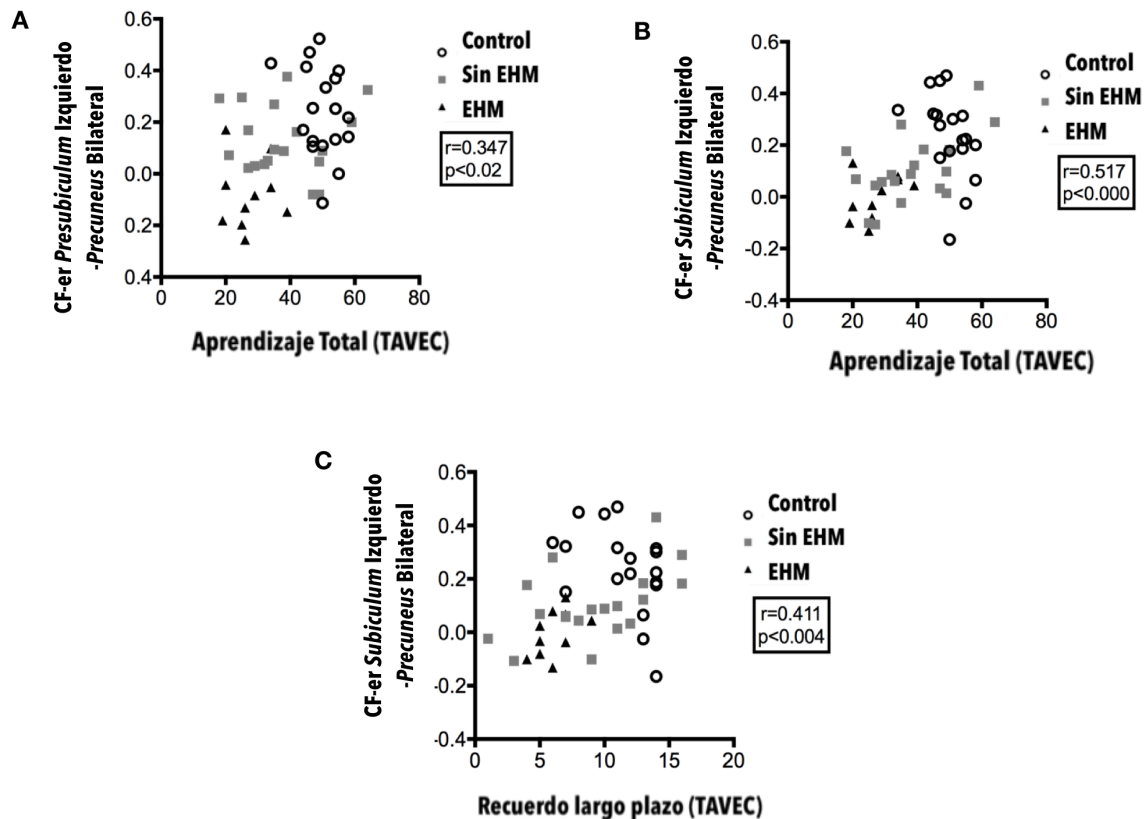 A
CF-er Presubiculum Izquierdo
-Precuneus Bilateral
0.6
0.4
0.2
0.0
0.2
0.4
0
20
40
60
80
Aprendizaje Total (TAVEC)
Control
Sin EHM
EHM
r=0.347
p<0.02
B
CF-er Subiculum Izquierdo
-Precuneus Bilateral
0.6
0.4
0.2
0.0
-0.2
-0.4
0
20
40
60
80
Aprendizaje Total (TAVEC)
Control
Sin EHM
EHM
r=0.517
p<0.000
C
CF-er Subiculum Izquierdo
-Precuneus Bilateral
0.6
0.4
0.2
0.0
-0.2
-0.4
0
5
10
15
20
Recuerdo largo plazo (TAVEC)
Control
Sin EHM
EHM
r=0.411
p<0.004